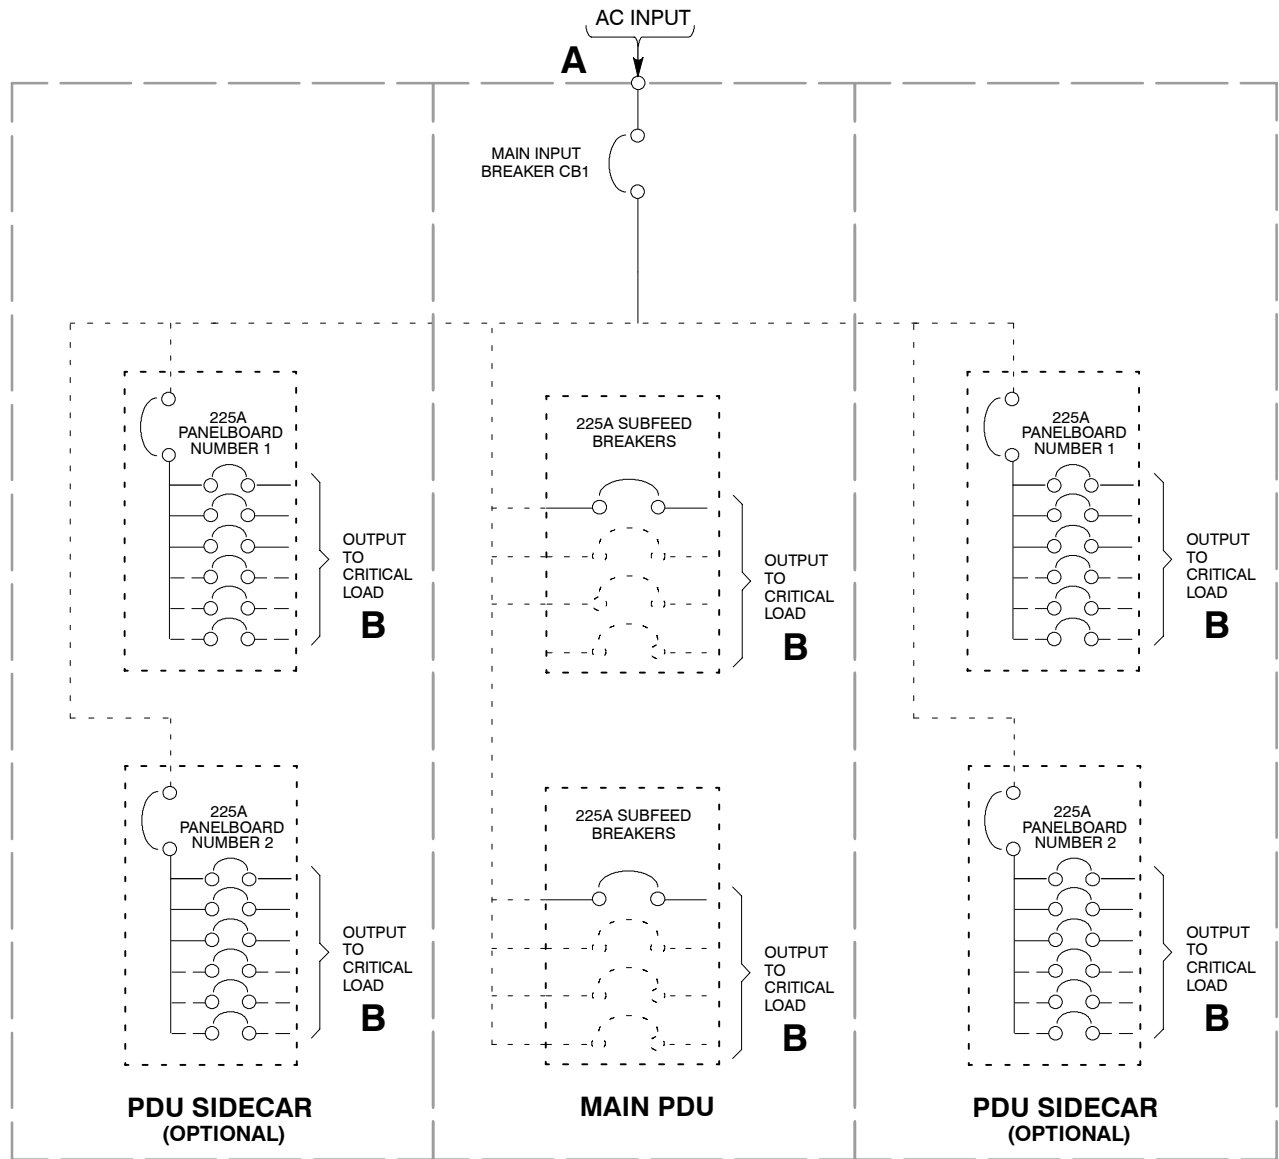 AC INPUT
A
MAIN INPUT
BREAKER CB1
225A
PANELBOARD
NUMBER 1
OUTPUT
TO
CRITICAL
LOAD
B
225A
PANELBOARD
NUMBER 2
OUTPUT
TO
CRITICAL
LOAD
B
PDU SIDECAR
(OPTIONAL)
225A SUBFEED
BREAKERS
OUTPUT
TO
CRITICAL
LOAD
B
225A SUBFEED
BREAKERS
OUTPUT
TO
CRITICAL
LOAD
B
MAIN PDU
225A
PANELBOARD
NUMBER 1
OUTPUT
TO
CRITICAL
LOAD
B
225A
PANELBOARD
NUMBER 2
OUTPUT
TO
CRITICAL
LOAD
B
PDU SIDECAR
(OPTIONAL)